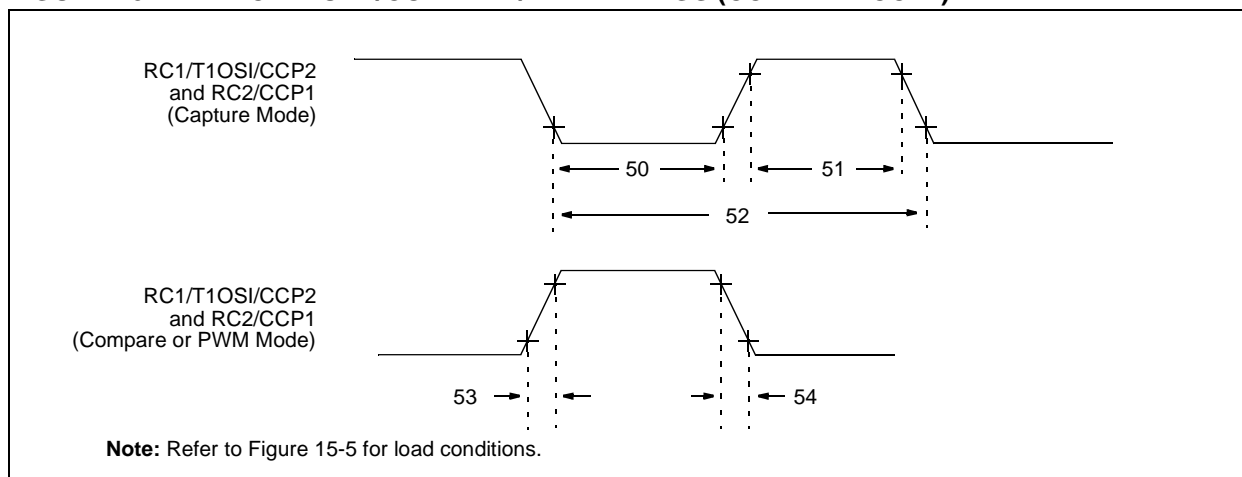 RC1/T1OSI/CCP2
and RC2/CCP1
(Capture Mode)
50
51
52
RC1/T1OSI/CCP2
and RC2/CCP1
(Compare or PWM Mode)
53
54
Note: Refer to Figure 15-5 for load conditions.